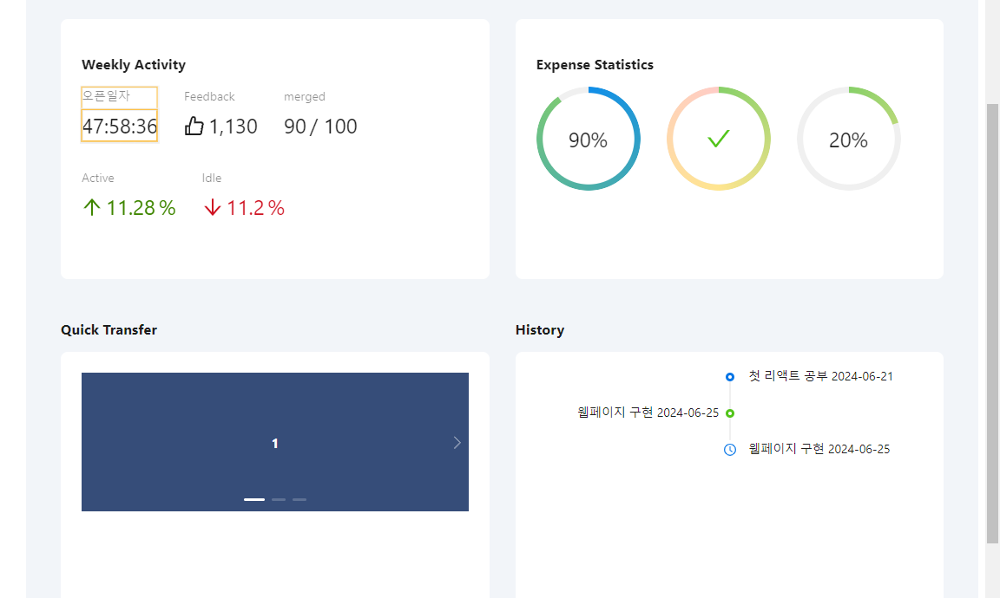 Weekly Activity
오픈일자
47:58:36
Feedback
1,130
merged
90 / 100
Active
11.28 %
Idle
11.2 %
Expense Statistics
90%
20%
Quick Transfer
1
History
첫 리액트 공부 2024-06-21
웹페이지 구현 2024-06-25
웹페이지 구현 2024-06-25